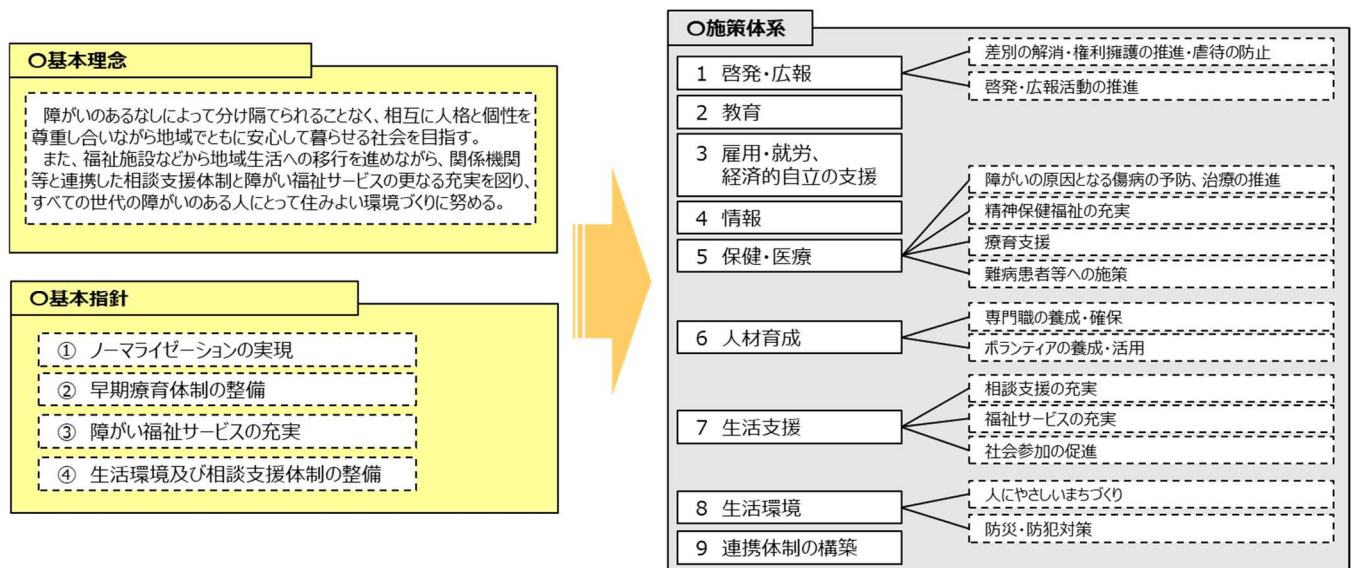 〇基本理念
障がいのあるなしによって分け隔てられることなく、相互に人格と個性を
尊重し合いながら地域でともに安心して暮らせる社会を目指す。
また、福祉施設などから地域生活への移行を進めながら、関係機関
等と連携した相談支援体制と障がい福祉サービスの更なる充実を図り、
すべての世代の障がいのある人にとって住みよい環境づくりに努める。
〇基本指針
① ノーマライゼーションの実現
② 早期療育体制の整備
③ 障がい福祉サービスの充実
④ 生活環境及び相談支援体制の整備
〇施策体系
1 啓発・広報
差別の解消・権利擁護の推進・虐待の防止
啓発・広報活動の推進
2 教育
3 雇用・就労、
経済的自立の支援
4 情報
5 保健・医療
障がいの原因となる傷病の予防、治療の推進
精神保健福祉の充実
療育支援
難病患者等への施策
6 人材育成
専門職の養成・確保
ボランティアの養成・活用
7 生活支援
相談支援の充実
福祉サービスの充実
社会参加の促進
8 生活環境
人にやさしいまちづくり
防災・防犯対策
9 連携体制の構築